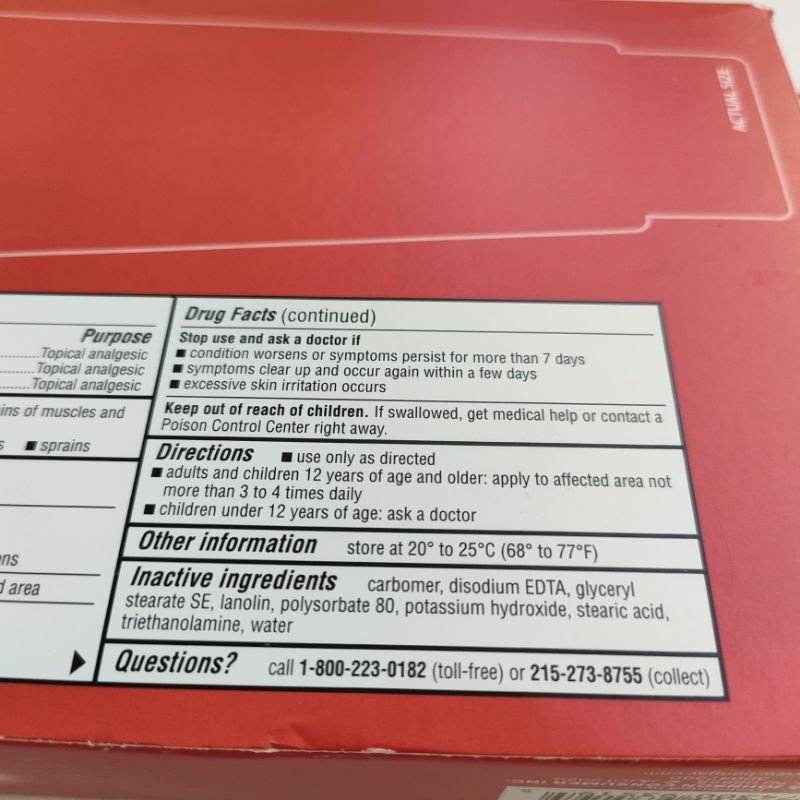 ACTUAL SIZE
Purpose
Topical analgesic
Topical analgesic
Topical analgesic
of muscles and
■ sprains
area
Drug Facts (continued)
Stop use and ask a doctor if
■ condition worsens or symptoms persist for more than 7 days
■ symptoms clear up and occur again within a few days
■ excessive skin irritation occurs
Keep out of reach of children. If swallowed, get medical help or contact a
Poison Control Center right away.
Directions ■ use only as directed
■ adults and children 12 years of age and older: apply to affected area not
more than 3 to 4 times daily
■ children under 12 years of age: ask a doctor
Other information store at 20° to 25°C (68° to 77°F)
Inactive ingredients carbomer, disodium EDTA, glyceryl
stearate SE, lanolin, polysorbate 80, potassium hydroxide, stearic acid,
triethanolamine, water
Questions? call 1-800-223-0182 (toll-free) or 215-273-8755 (collect)